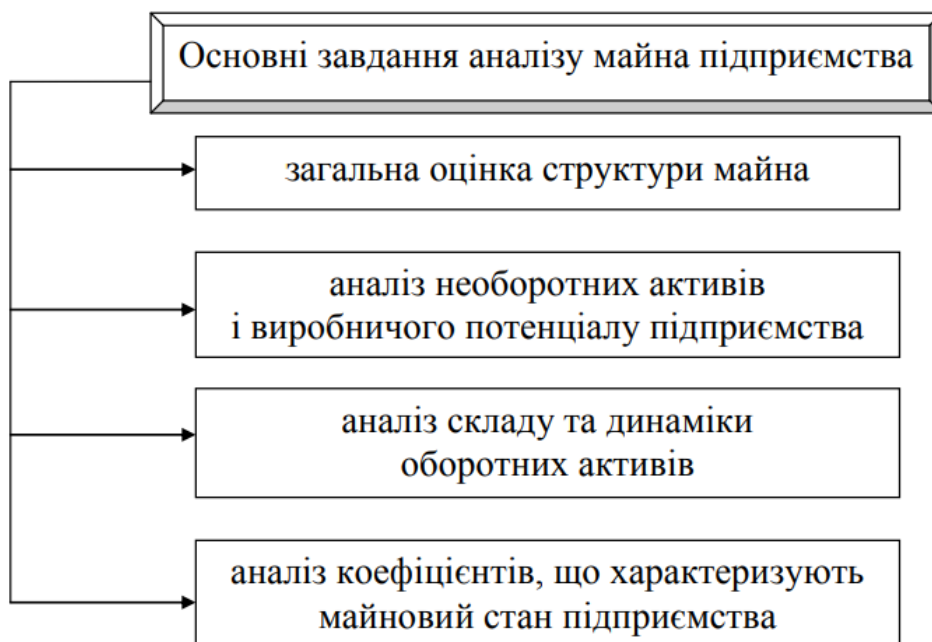 Основні завдання аналізу майна підприємства
загальна оцінка структури майна
аналіз необоротних активів
і виробничого потенціалу підприємства
аналіз складу та динаміки
оборотних активів
аналіз коефіцієнтів, що характеризують
майновий стан підприємства